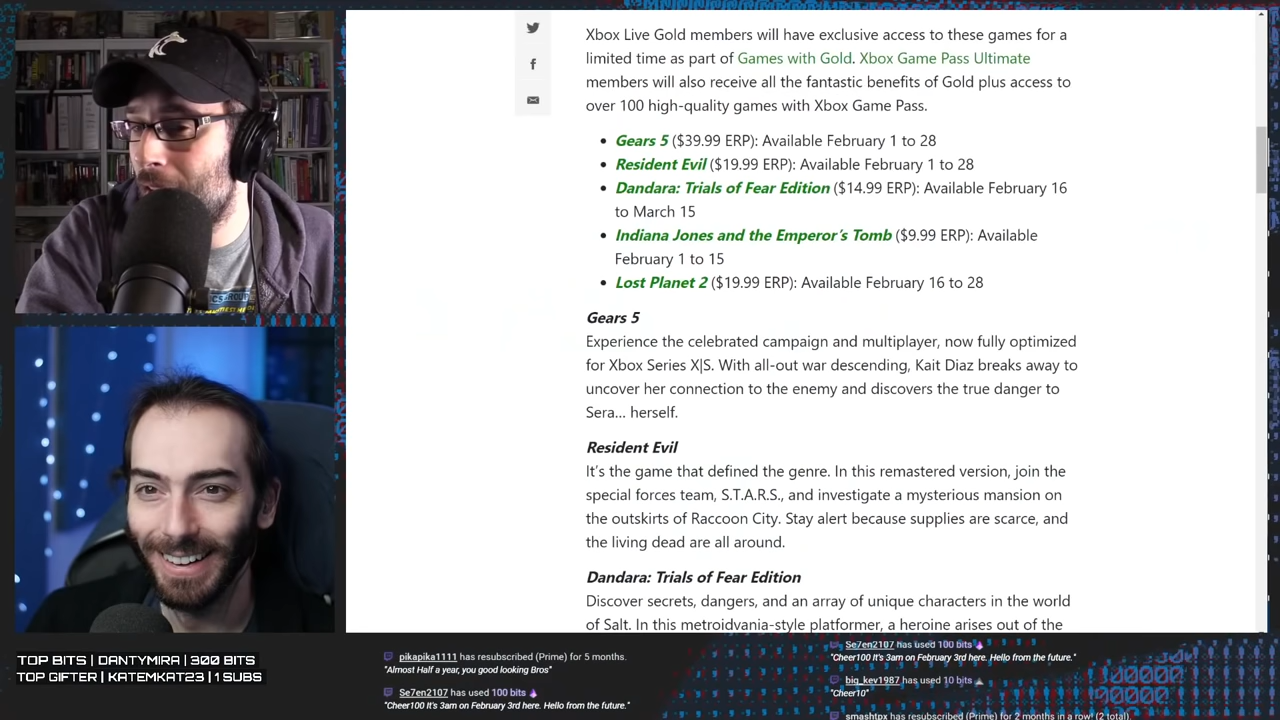 Xbox Live Gold members will have exclusive access to these games for a
limited time as part of Games with Gold. Xbox Game Pass Ultimate
members will also receive all the fantastic benefits of Gold plus access to
over 100 high-quality games with Xbox Game Pass.
• Gears 5 ($39.99 ERP): Available February 1 to 28
• Resident Evil ($19.99 ERP): Available February 1 to 28
• Dandara: Trials of Fear Edition ($14.99 ERP): Available February 16
to March 15
• Indiana Jones and the Emperor’s Tomb ($9.99 ERP): Available
February 1 to 15
• Lost Planet 2 ($19.99 ERP): Available February 16 to 28
Gears 5
Experience the celebrated campaign and multiplayer, now fully optimized
for Xbox Series X|S. With all-out war descending, Kait Diaz breaks away to
uncover her connection to the enemy and discovers the true danger to
Sera… herself.
Resident Evil
It’s the game that defined the genre. In this remastered version, join the
special forces team, S.T.A.R.S., and investigate a mysterious mansion on
the outskirts of Raccoon City. Stay alert because supplies are scarce, and
the living dead are all around.
Dandara: Trials of Fear Edition
Discover secrets, dangers, and an array of unique characters in the world
of Salt. In this metroidvania-style platformer, a heroine arises out of the
TOP BITS | DANTYMIRA | 300 BITS
TOP GIFTER | KATEMKAT23 | 1 SUBS
pikapika1111 has resubscribed (Prime) for 5 months.
"Almost Half a year, you good looking Bros"
Se7en2107 has used 100 bits
"Cheer100 It's 3am on February 3rd here. Hello from the future."
Se7en2107 has used 100 bits
"Cheer100 It's 3am on February 3rd here. Hello from the future."
big_kev1987 has used 10 bits
"Cheer10"
smashtpx has resubscribed (Prime) for 2 months in a row! (2 total).